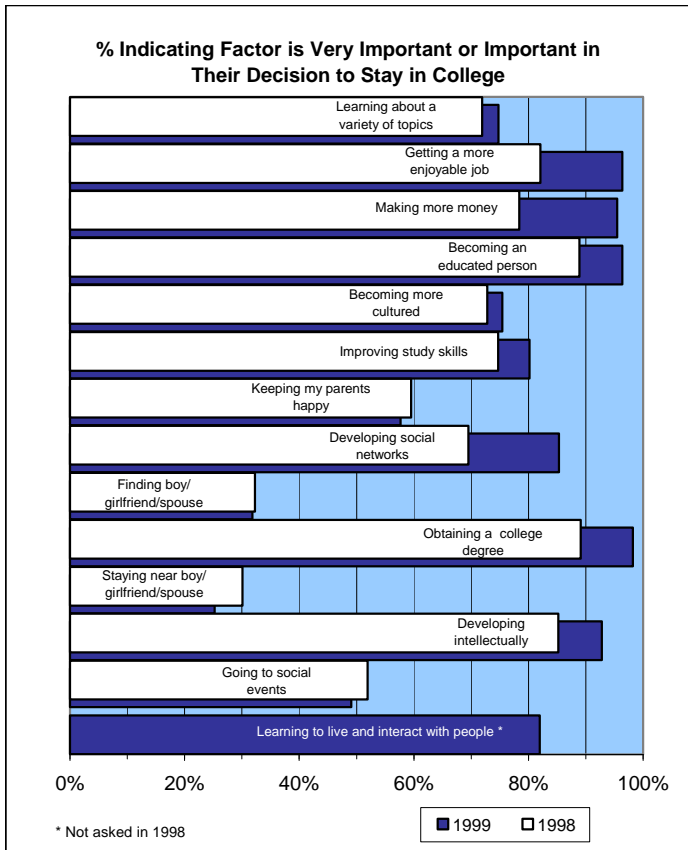 % Indicating Factor is Very Important or Important in
Their Decision to Stay in College
Learning about a
variety of topics
Getting a more
enjoyable job
Making more money
Becoming an
educated person
Becoming more
cultured
Improving study skills
Keeping my parents
happy
Developing social
networks
Finding boy/
girlfriend/spouse
Obtaining a college
degree
Staying near boy/
girlfriend/spouse
Developing
intellectually
Going to social
events
Learning to live and interact with people *
0% 20% 40% 60% 80% 100%
* Not asked in 1998
1999 1998